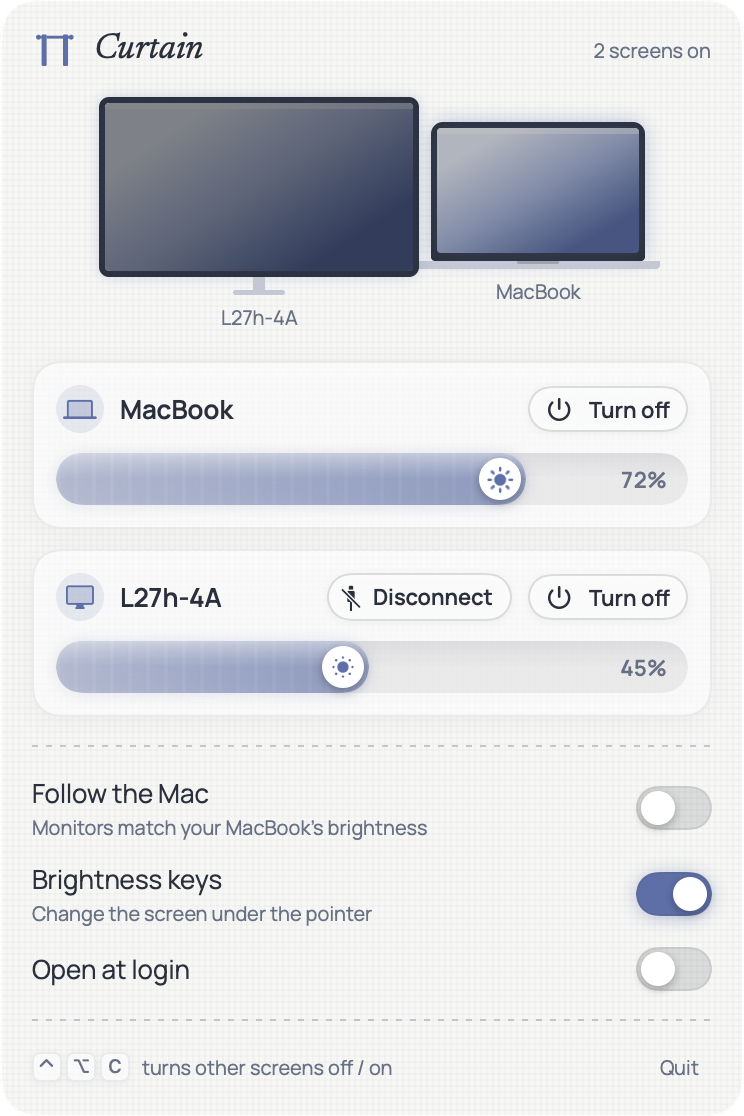 Curtain
2 screens on
L27h-4A
MacBook
MacBook
Turn off
72%
L27h-4A
Disconnect
Turn off
45%
Follow the Mac
Monitors match your MacBook’s brightness
Brightness keys
Change the screen under the pointer
Open at login
⌃ ⌥ C turns other screens off / on
Quit